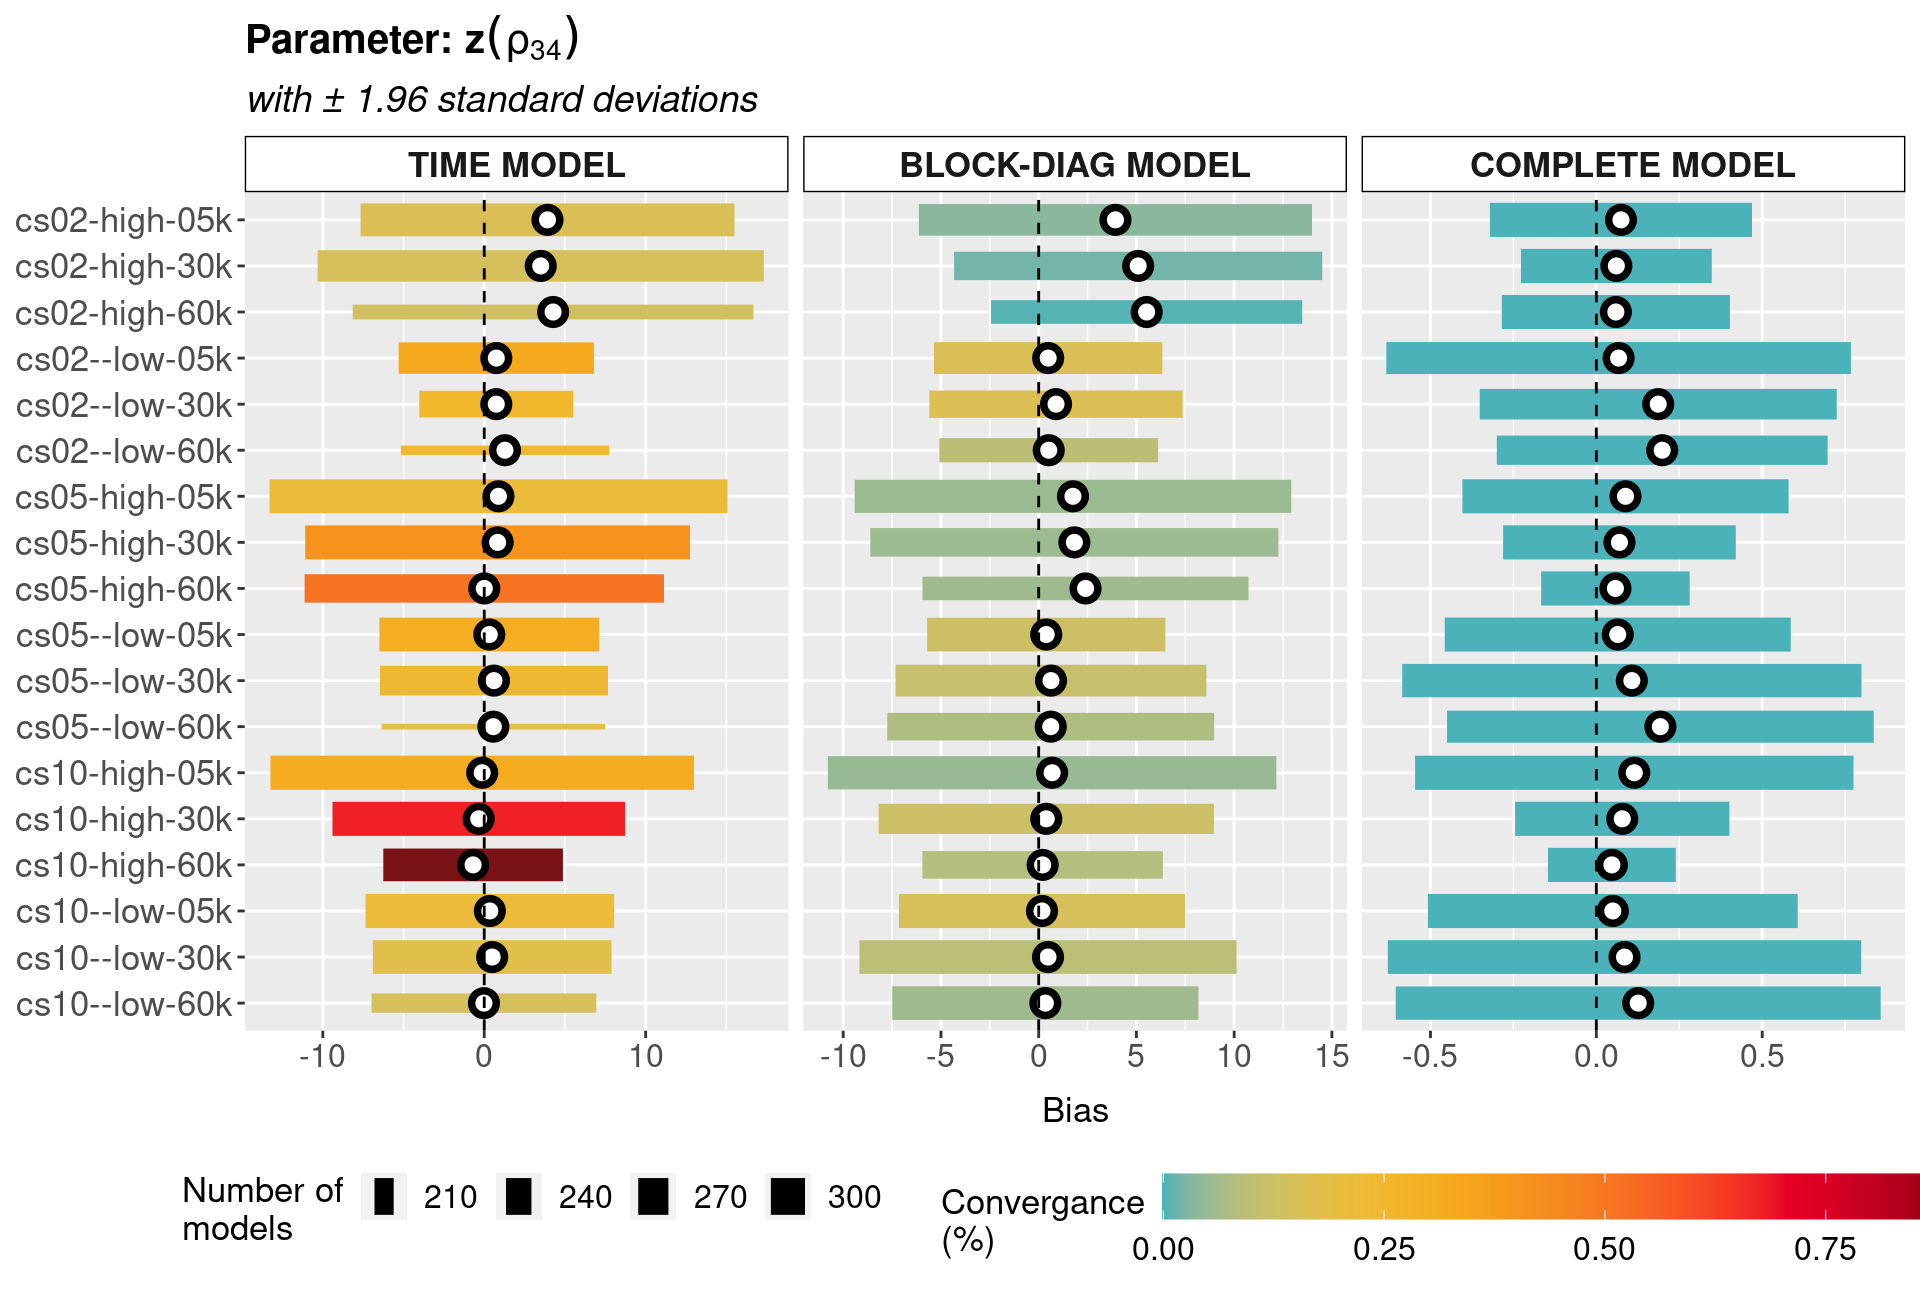 Parameter: z(ρ34)
with ± 1.96 standard deviations
TIME MODEL BLOCK-DIAG MODEL COMPLETE MODEL
cs02-high-05k
cs02-high-30k
cs02-high-60k
cs02--low-05k
cs02--low-30k
cs02--low-60k
cs05-high-05k
cs05-high-30k
cs05-high-60k
cs05--low-05k
cs05--low-30k
cs05--low-60k
cs10-high-05k
cs10-high-30k
cs10-high-60k
cs10--low-05k
cs10--low-30k
cs10--low-60k
-10 0 10 -10 -5 0 5 10 15 -0.5 0.0 0.5
Bias
Number of models 210 240 270 300
Convergance (%) 0.00 0.25 0.50 0.75